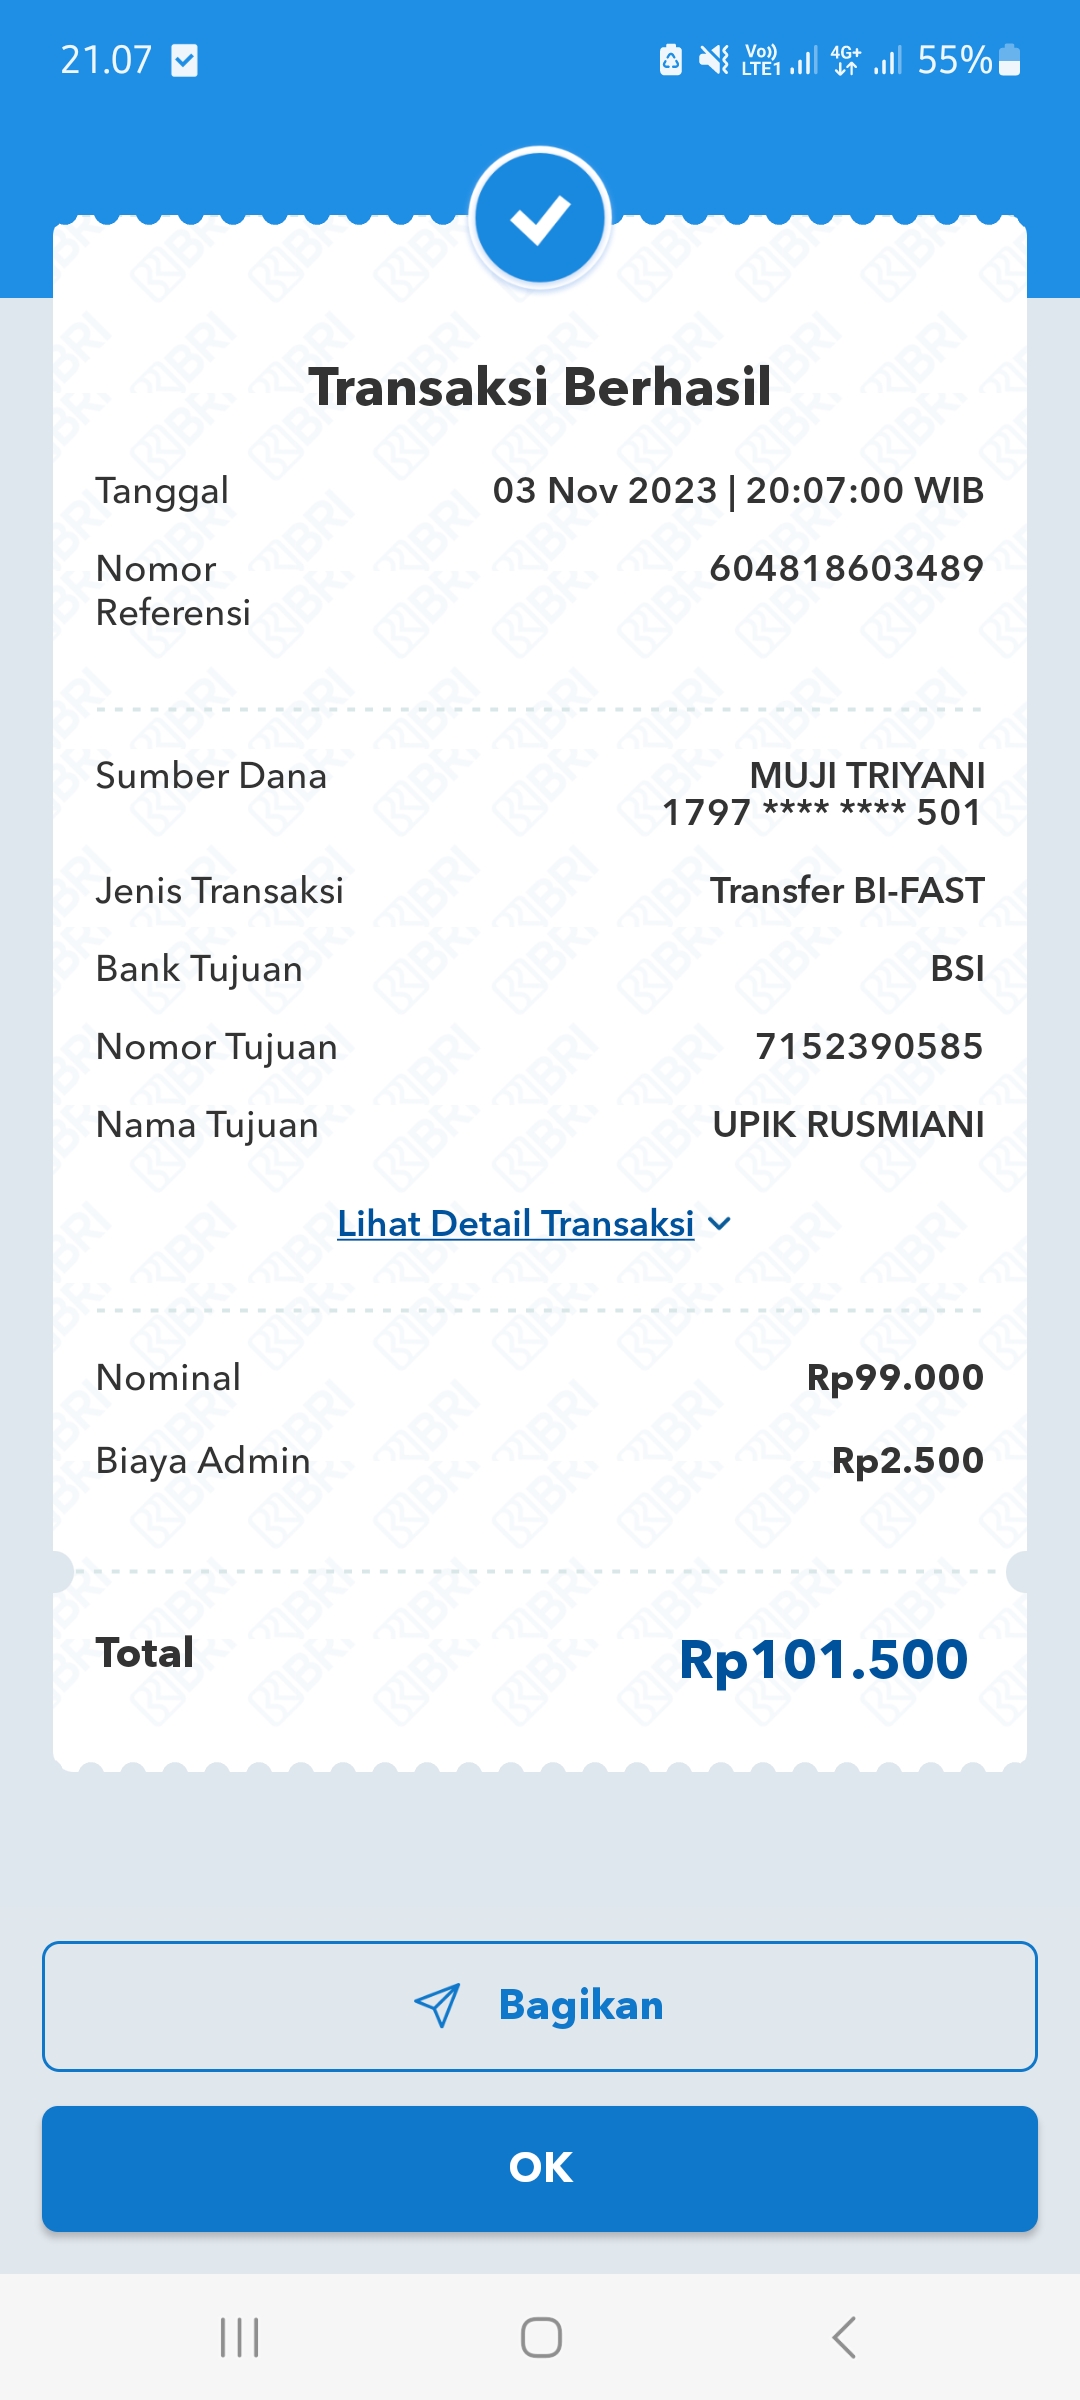 21.07
Vo)) LTE1 4G+ 55%
Transaksi Berhasil
Tanggal 03 Nov 2023 | 20:07:00 WIB
Nomor 604818603489
Referensi
Sumber Dana MUJI TRIYANI
1797 **** **** 501
Jenis Transaksi Transfer BI-FAST
Bank Tujuan BSI
Nomor Tujuan 7152390585
Nama Tujuan UPIK RUSMIANI
Lihat Detail Transaksi
Nominal Rp99.000
Biaya Admin Rp2.500
Total Rp101.500
Bagikan
OK